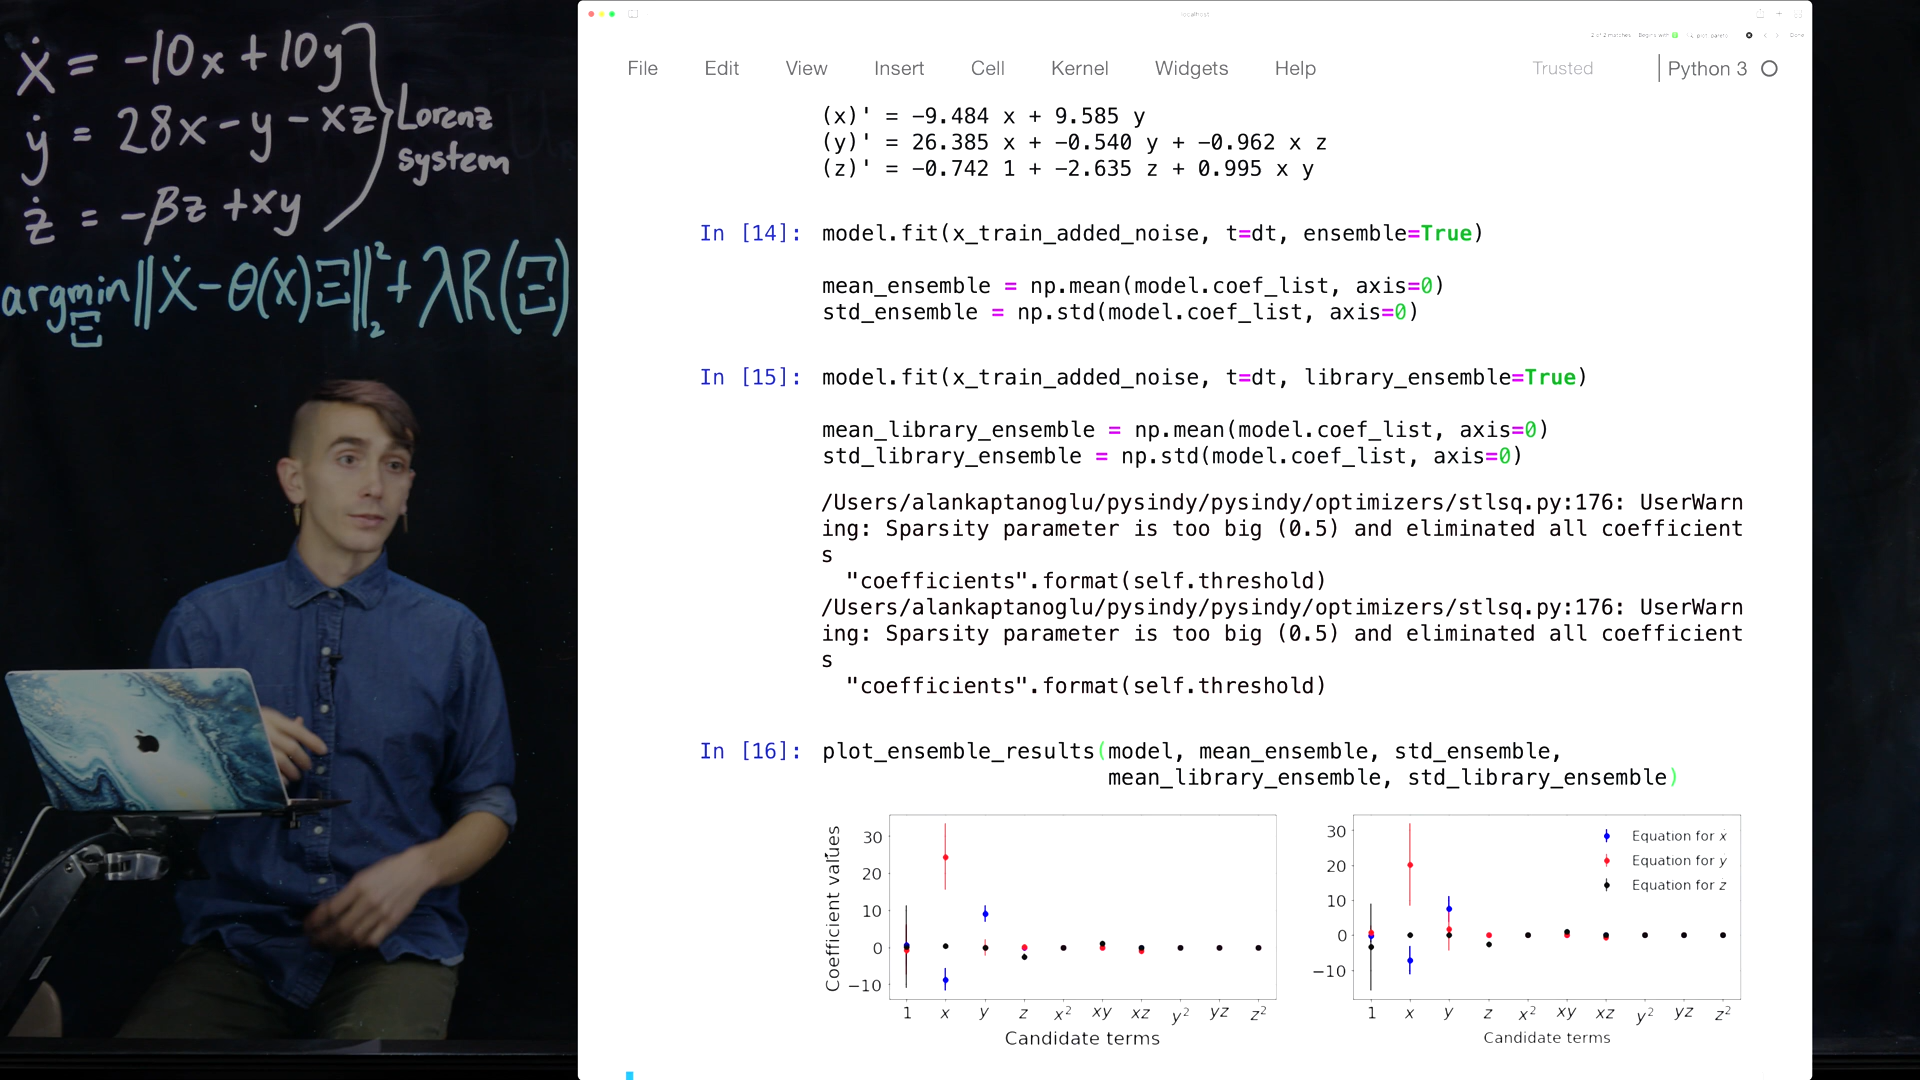 ẋ = -10x + 10y
ẏ = 28x - y - xz
ż = -βz + xy
Lorenz
system
argmin ‖Ẋ - Θ(X)Ξ‖₂² + λR(Ξ)
Ξ
localhost
2 of 2 matches
Begins with
Done
File Edit View Insert Cell Kernel Widgets Help
Trusted
Python 3
(x)' = -9.484 x + 9.585 y
(y)' = 26.385 x + -0.540 y + -0.962 x z
(z)' = -0.742 1 + -2.635 z + 0.995 x y
In [14]: model.fit(x_train_added_noise, t=dt, ensemble=True)
mean_ensemble = np.mean(model.coef_list, axis=0)
std_ensemble = np.std(model.coef_list, axis=0)
In [15]: model.fit(x_train_added_noise, t=dt, library_ensemble=True)
mean_library_ensemble = np.mean(model.coef_list, axis=0)
std_library_ensemble = np.std(model.coef_list, axis=0)
/Users/alankaptanoglu/pysindy/pysindy/optimizers/stlsq.py:176: UserWarn
ing: Sparsity parameter is too big (0.5) and eliminated all coefficient
s
"coefficients".format(self.threshold)
/Users/alankaptanoglu/pysindy/pysindy/optimizers/stlsq.py:176: UserWarn
ing: Sparsity parameter is too big (0.5) and eliminated all coefficient
s
"coefficients".format(self.threshold)
In [16]: plot_ensemble_results(model, mean_ensemble, std_ensemble,
mean_library_ensemble, std_library_ensemble)
Coefficient values
30
20
10
0
−10
1 x y z x² xy xz y² yz z²
Candidate terms
30
20
10
0
−10
Equation for ẋ
Equation for ẏ
Equation for ż
1 x y z x² xy xz y² yz z²
Candidate terms